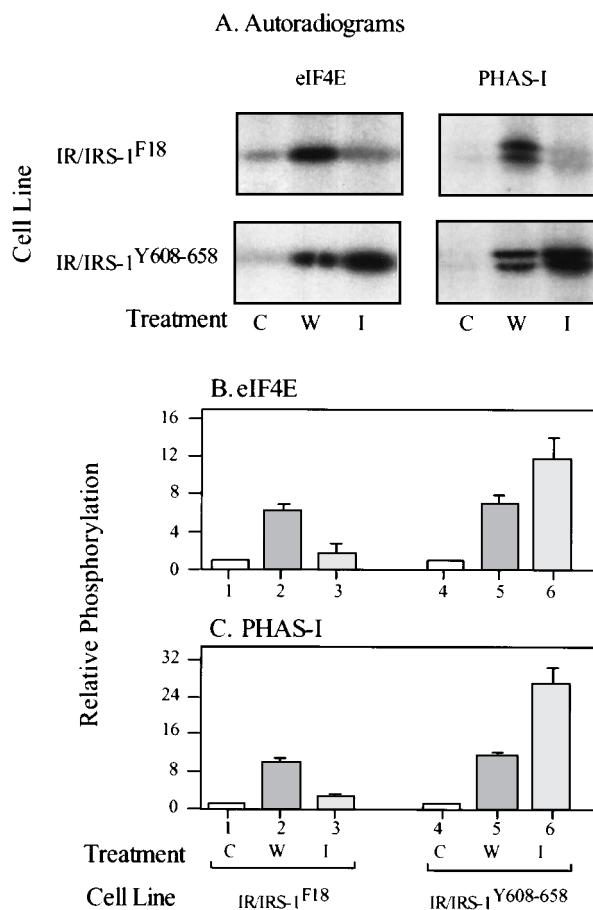 A. Autoradiograms
eIF4E PHAS-I
Cell Line
IR/IRS-1F18
IR/IRS-1Y608-658
Treatment C W I C W I
B. eIF4E
Relative Phosphorylation
16
12
8
4
0
1 2 3 4 5 6
C. PHAS-I
32
24
16
8
0
1 2 3 4 5 6
Treatment C W I C W I
Cell Line IR/IRS-1F18 IR/IRS-1Y608-658